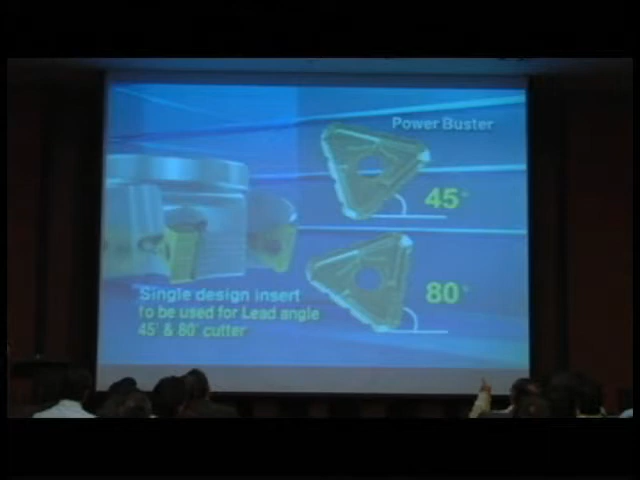 Power Buster
45°
80°
Single design insert
to be used for Lead angle
45° & 80° cutter